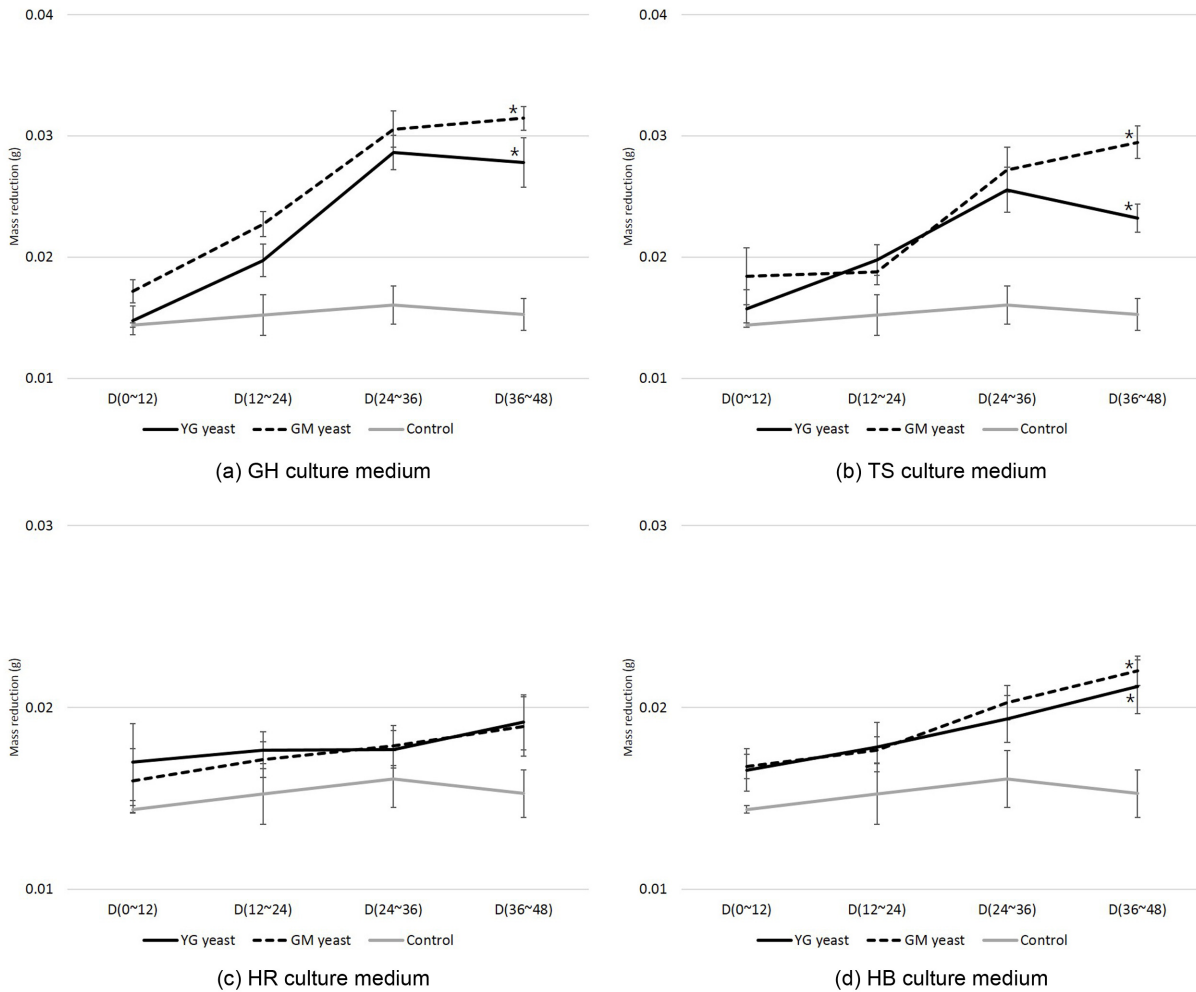 0.04
0.03
0.02
0.01
Mass reduction (g)
*
*
D(0~12) D(12~24) D(24~36) D(36~48)
YG yeast GM yeast Control
(a) GH culture medium
0.04
0.03
0.02
0.01
Mass reduction (g)
*
*
D(0~12) D(12~24) D(24~36) D(36~48)
YG yeast GM yeast Control
(b) TS culture medium
0.03
0.02
0.01
Mass reduction (g)
D(0~12) D(12~24) D(24~36) D(36~48)
YG yeast GM yeast Control
(c) HR culture medium
0.03
0.02
0.01
Mass reduction (g)
*
*
D(0~12) D(12~24) D(24~36) D(36~48)
YG yeast GM yeast Control
(d) HB culture medium